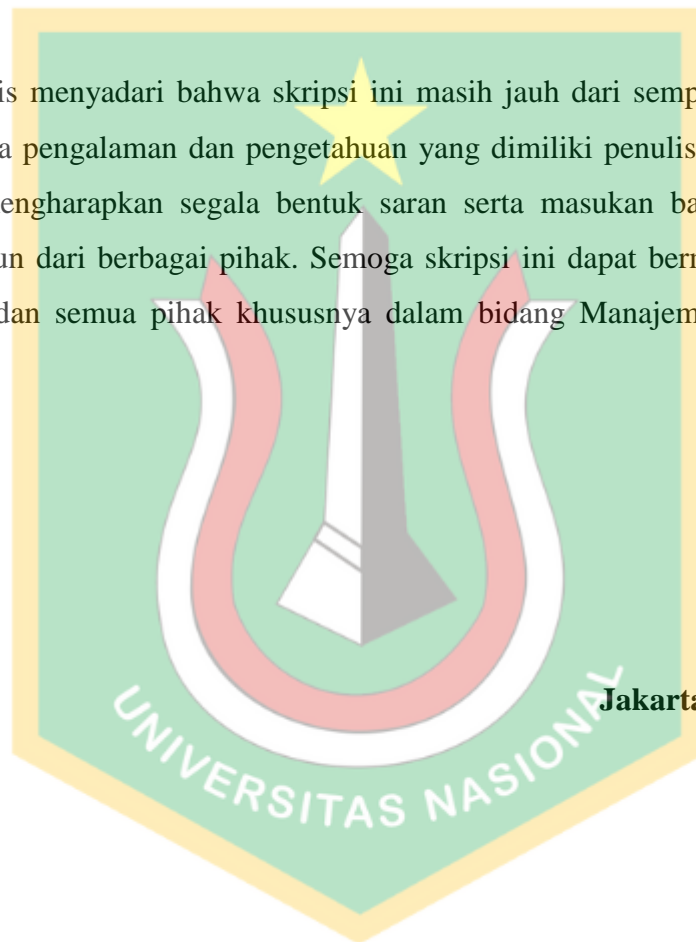 is menyadari bahwa skripsi ini masih jauh dari semp
a pengalaman dan pengetahuan yang dimiliki penulis
engharapkan segala bentuk saran serta masukan ba
un dari berbagai pihak. Semoga skripsi ini dapat ber
dan semua pihak khususnya dalam bidang Manajem
Jakarta
UNIVERSITAS NASIONAL